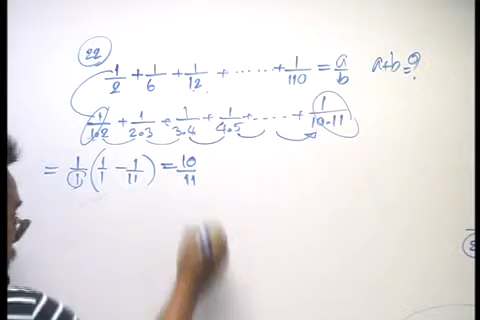 22
1/2 + 1/6 + 1/12 + ...... + 1/110 = a/b a+b=?
1/1.2 + 1/2.3 + 1/3.4 + 1/4.5 + .... + 1/10.11
= 1/1 (1/1 - 1/11) = 10/11